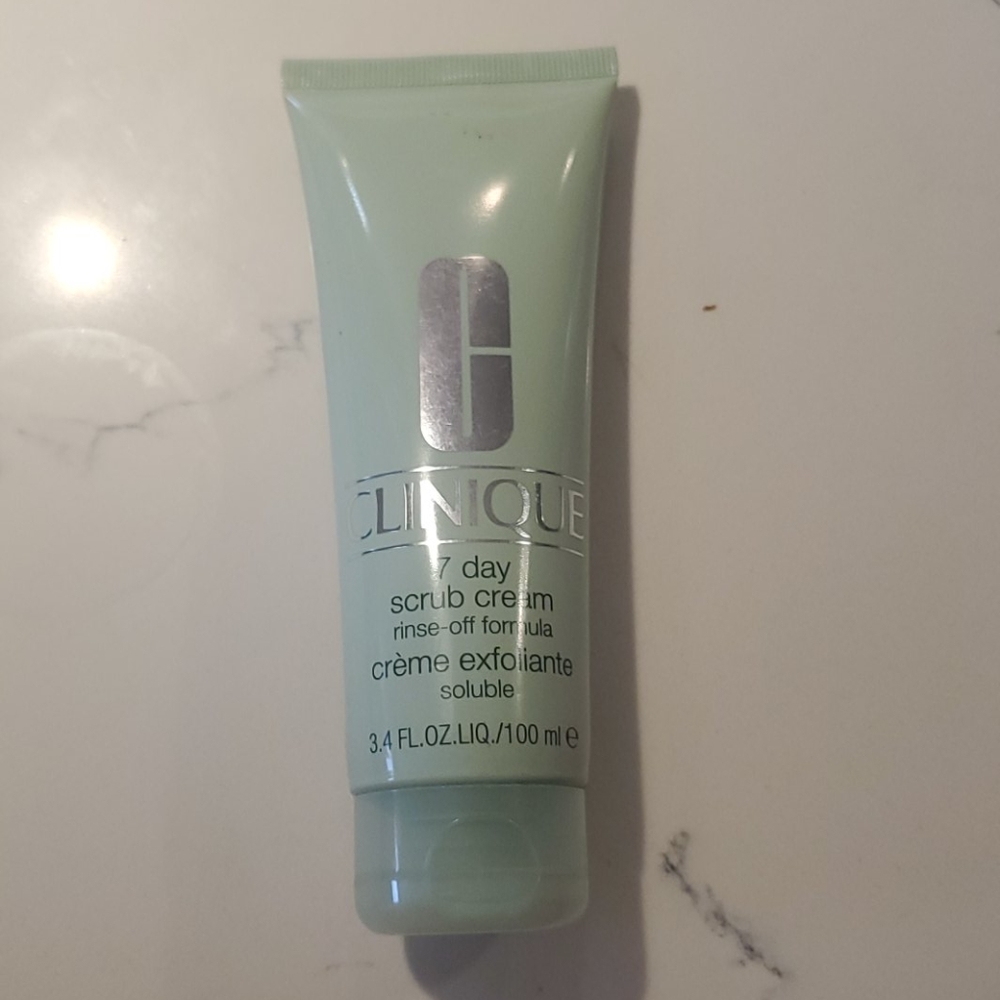 CLINIQUE
7 day
scrub cream
rinse-off formula
crème exfoliante
soluble
3.4 FL.OZ.LIQ./100 ml ℮